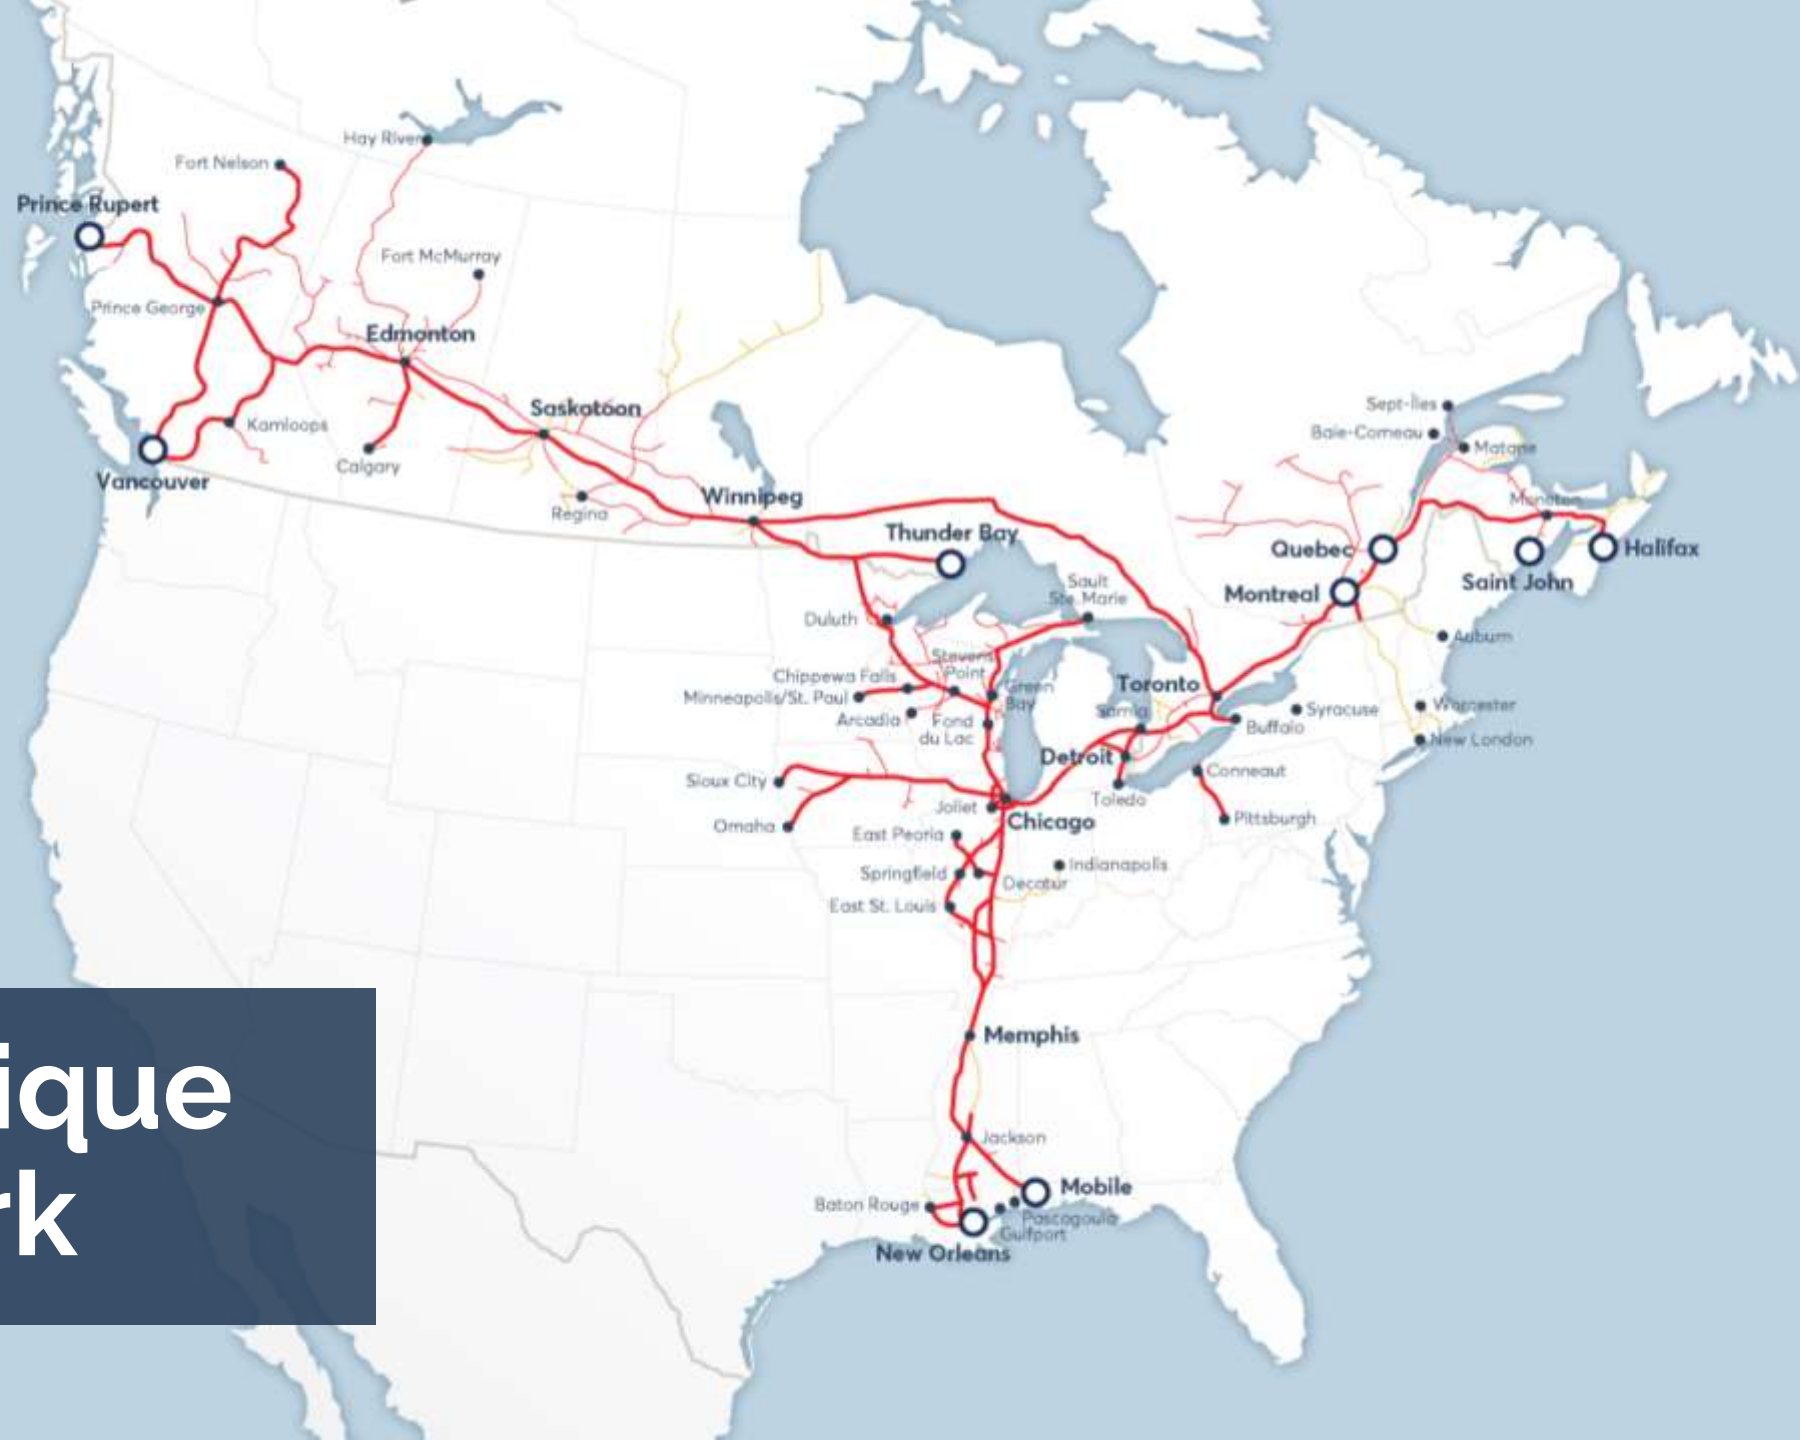 Hay River
Fort Nelson
Prince Rupert
Fort McMurray
Prince George
Edmonton
Saskatoon
Sept-Îles
Kamloops
Baie-Comeau
Matane
Calgary
Vancouver
Winnipeg
Moncton
Regina
Thunder Bay
Quebec
Halifax
Sault
Ste. Marie
Saint John
Montreal
Duluth
Auburn
Stevens
Point
Chippewa Falls
Toronto
Green
Bay
Minneapolis/St. Paul
Worcester
Sarnia
Syracuse
Arcadia
Fond
du Lac
Buffalo
New London
Detroit
Conneaut
Sioux City
Toledo
Joliet
Pittsburgh
Chicago
Omaha
East Peoria
Indianapolis
Springfield
Decatur
East St. Louis
Memphis
ique
rk
Jackson
Mobile
Baton Rouge
Pascagoula
Gulfport
New Orleans